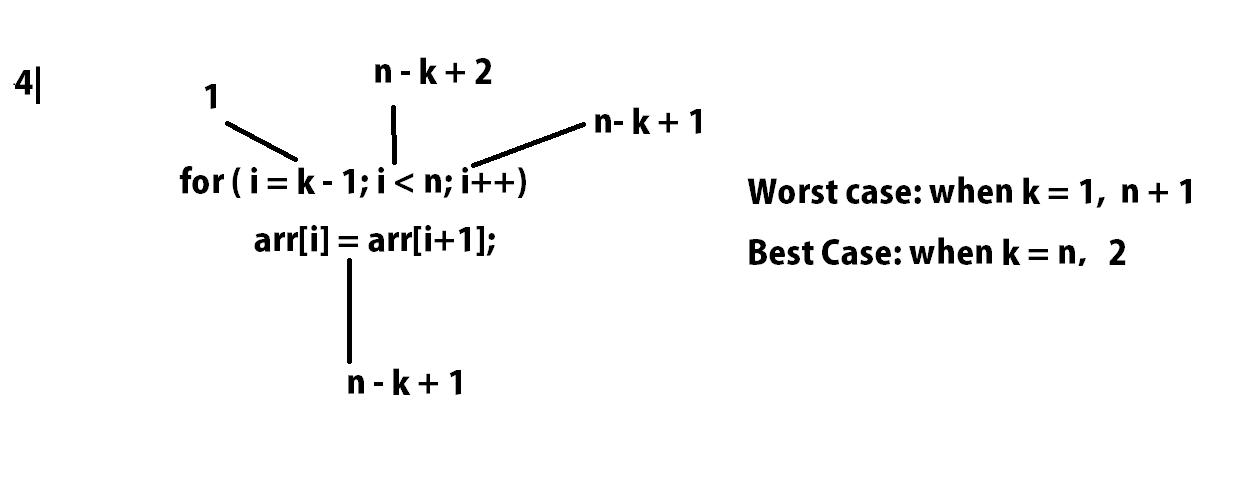 4|
n - k + 2
1
n- k + 1
for ( i = k - 1; i < n; i++)
Worst case: when k = 1, n + 1
arr[i] = arr[i+1];
Best Case: when k = n, 2
n - k + 1